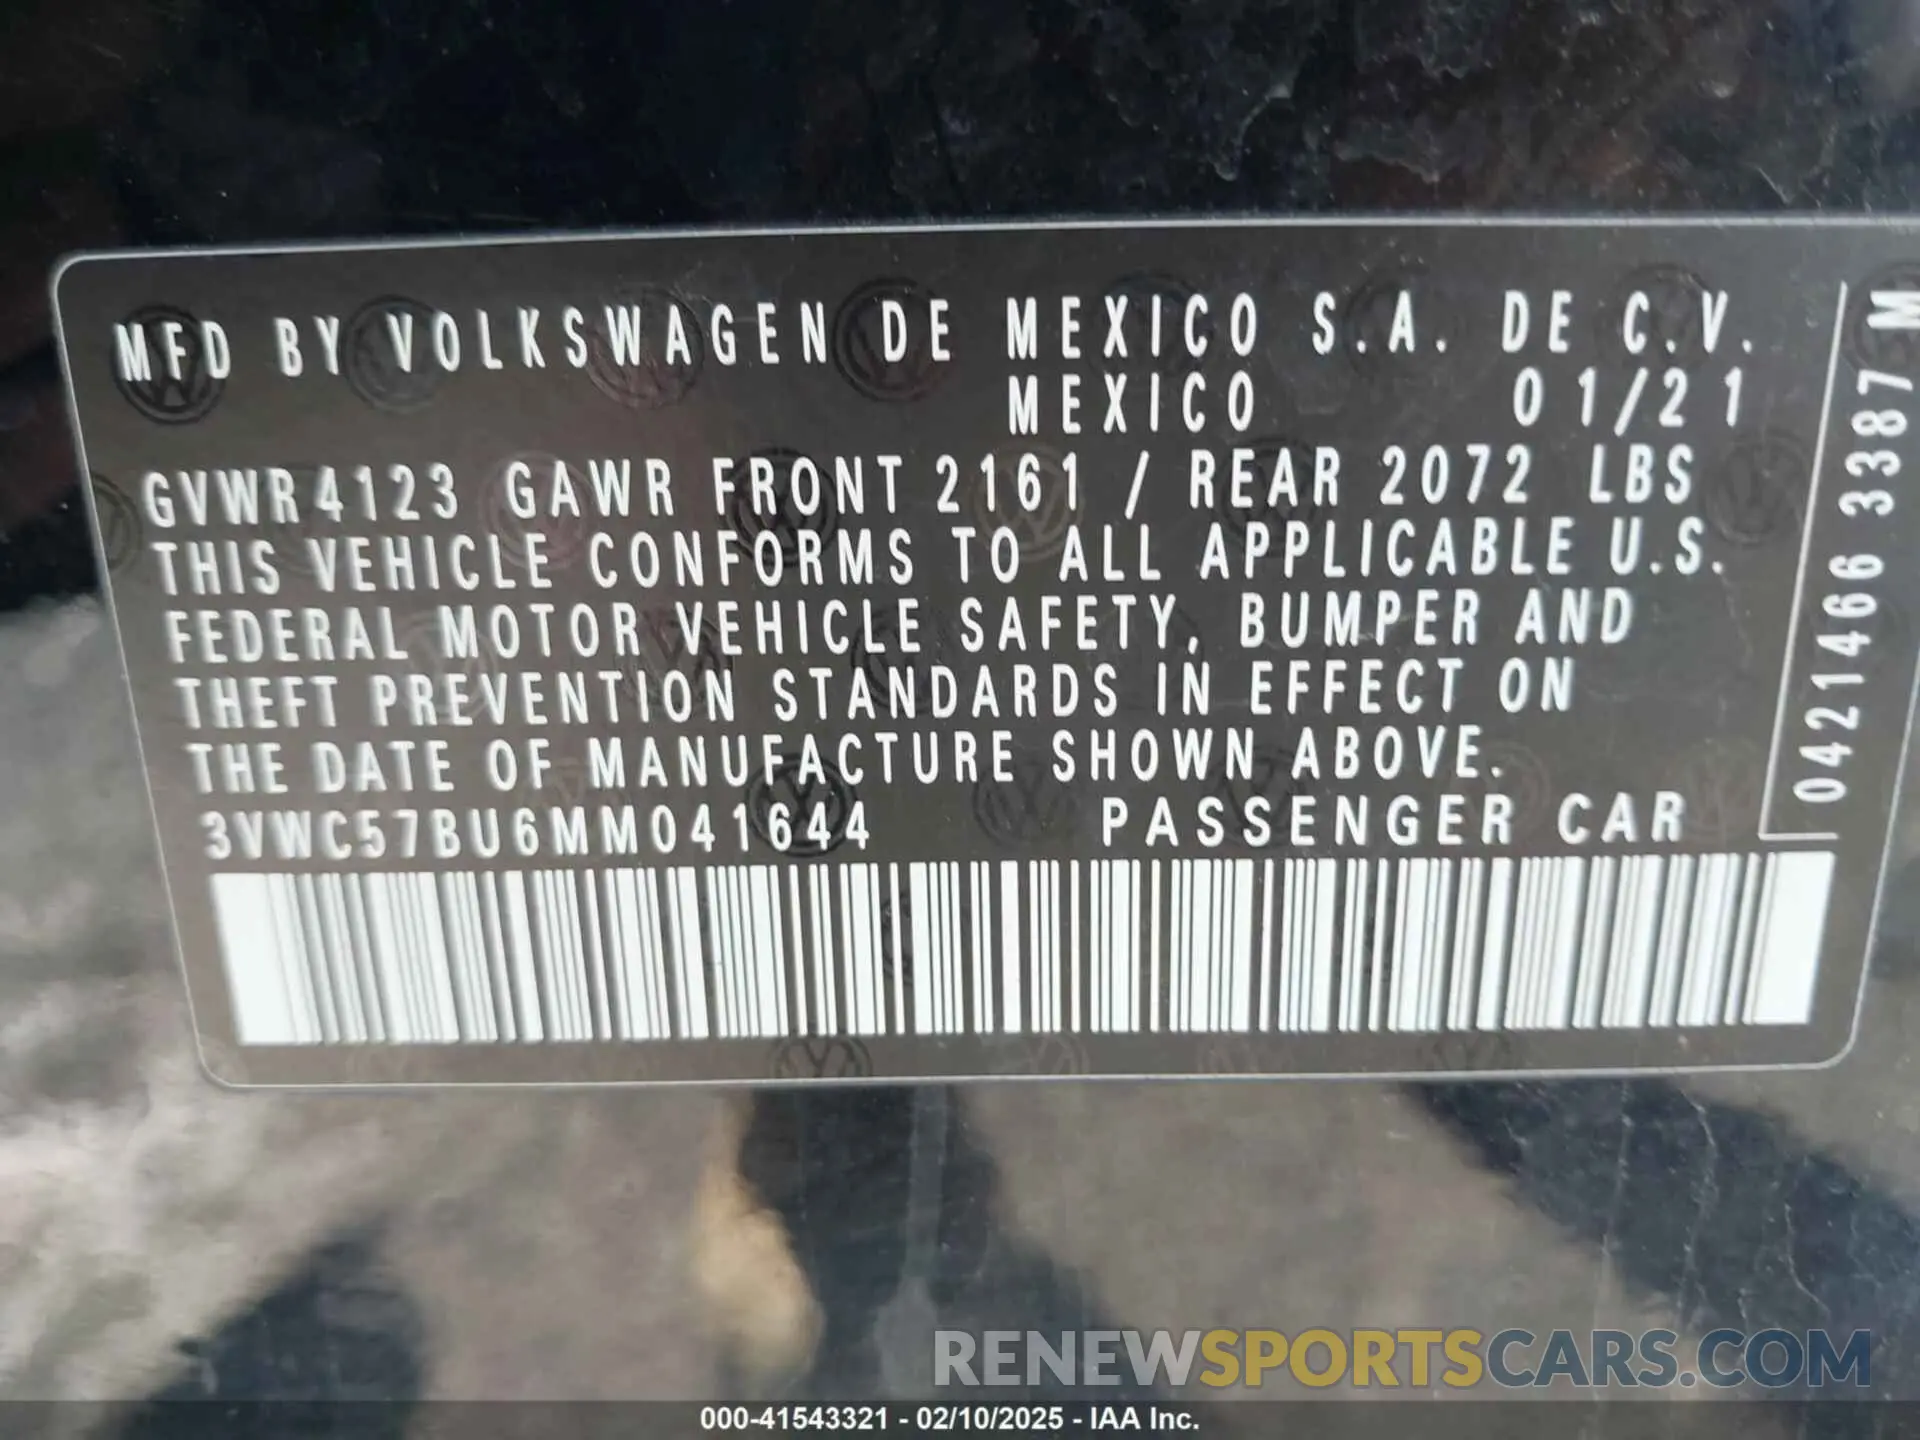 MFD BY VOLKSWAGEN DE MEXICO S.A. DE C.V.
MEXICO 01/21
GVWR 4123 GAWR FRONT 2161 / REAR 2072 LBS
THIS VEHICLE CONFORMS TO ALL APPLICABLE U.S.
FEDERAL MOTOR VEHICLE SAFETY, BUMPER AND
THEFT PREVENTION STANDARDS IN EFFECT ON
THE DATE OF MANUFACTURE SHOWN ABOVE.
3VWC57BU6MM041644 PASSENGER CAR
0421466 3387 M
RENEWSPORTSCARS.COM
000-41543321 - 02/10/2025 - IAA Inc.